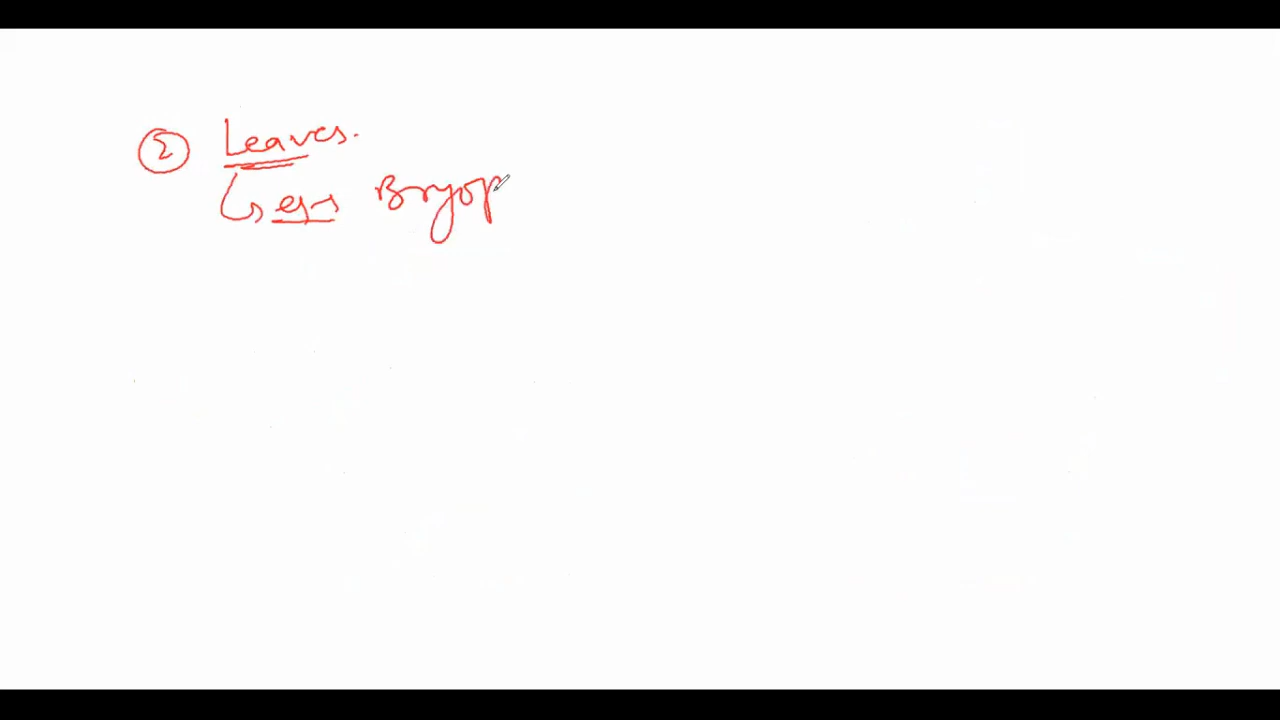 ② Leaves.
↳ eg → Bryop